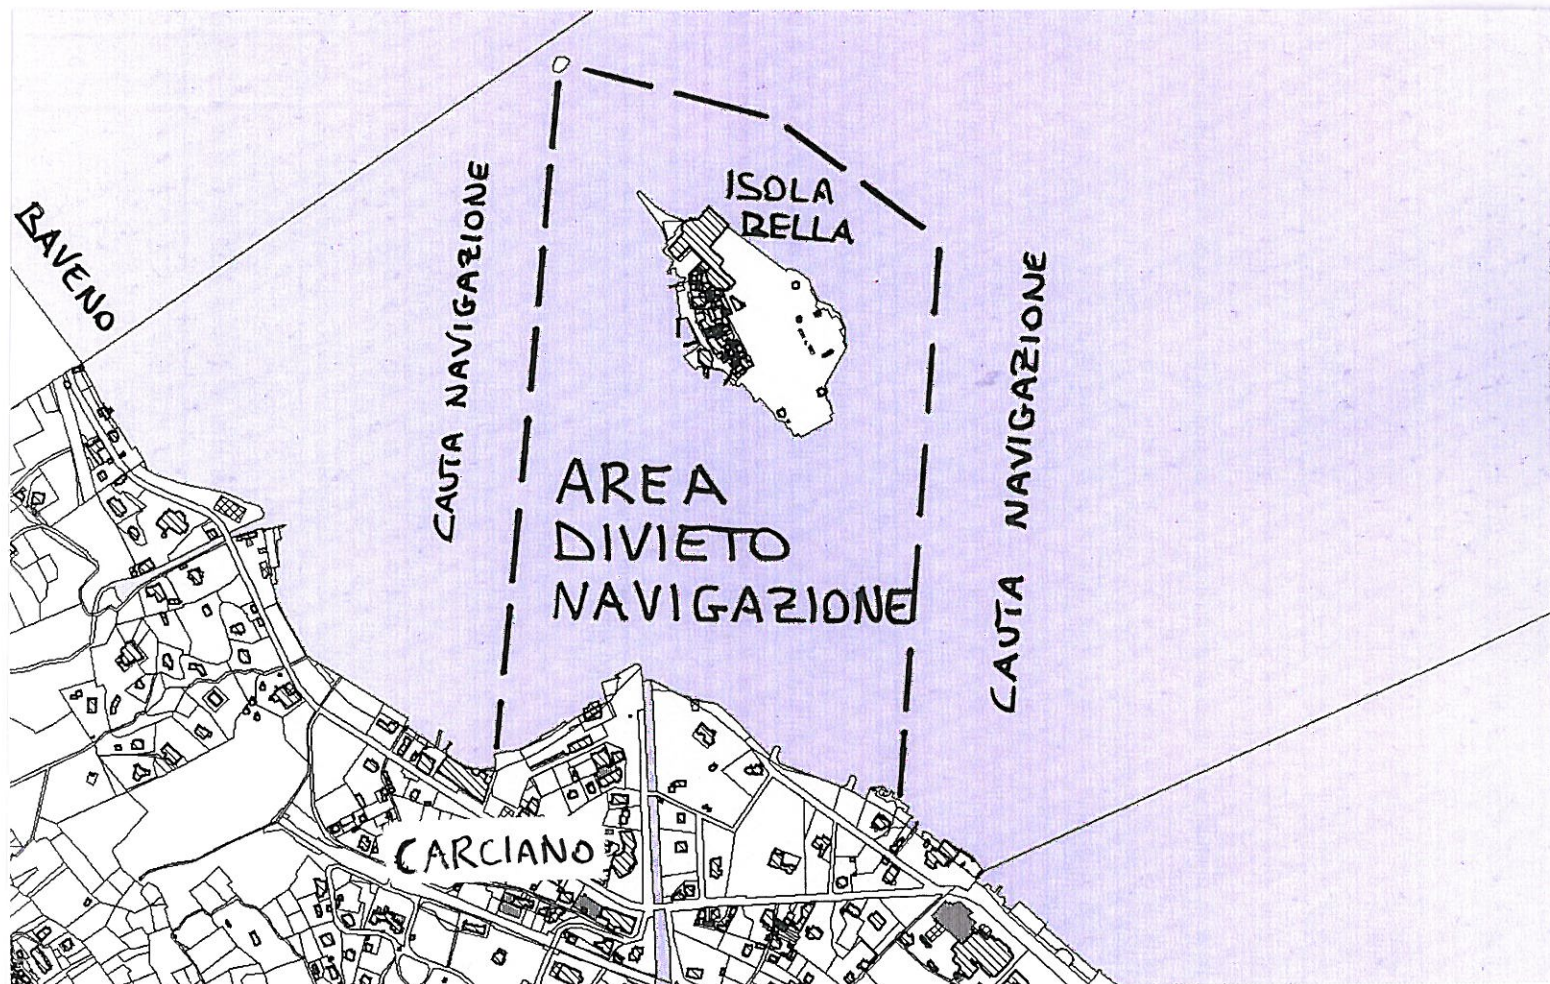 BAVENO
CAUTA NAVIGAZIONE
ISOLA
BELLA
CAUTA NAVIGAZIONE
AREA
DIVIETO
NAVIGAZIONE
CARCIANO